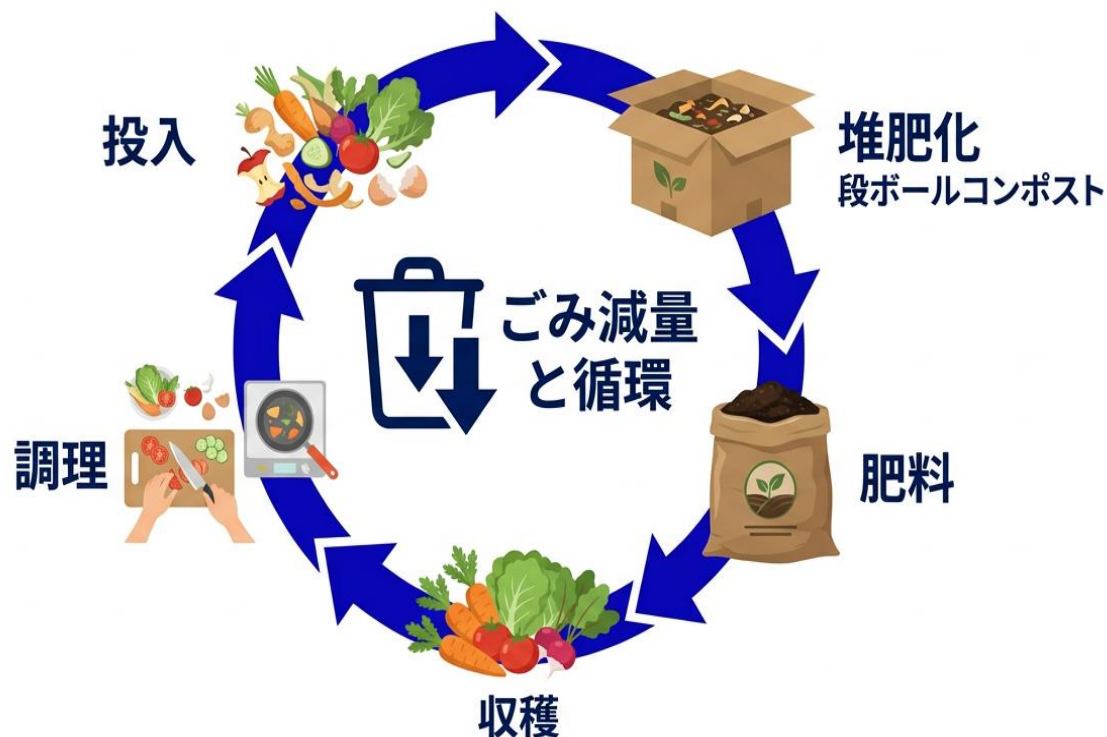 投入
堆肥化
段ボールコンポスト
ごみ減量
と循環
調理
肥料
収穫